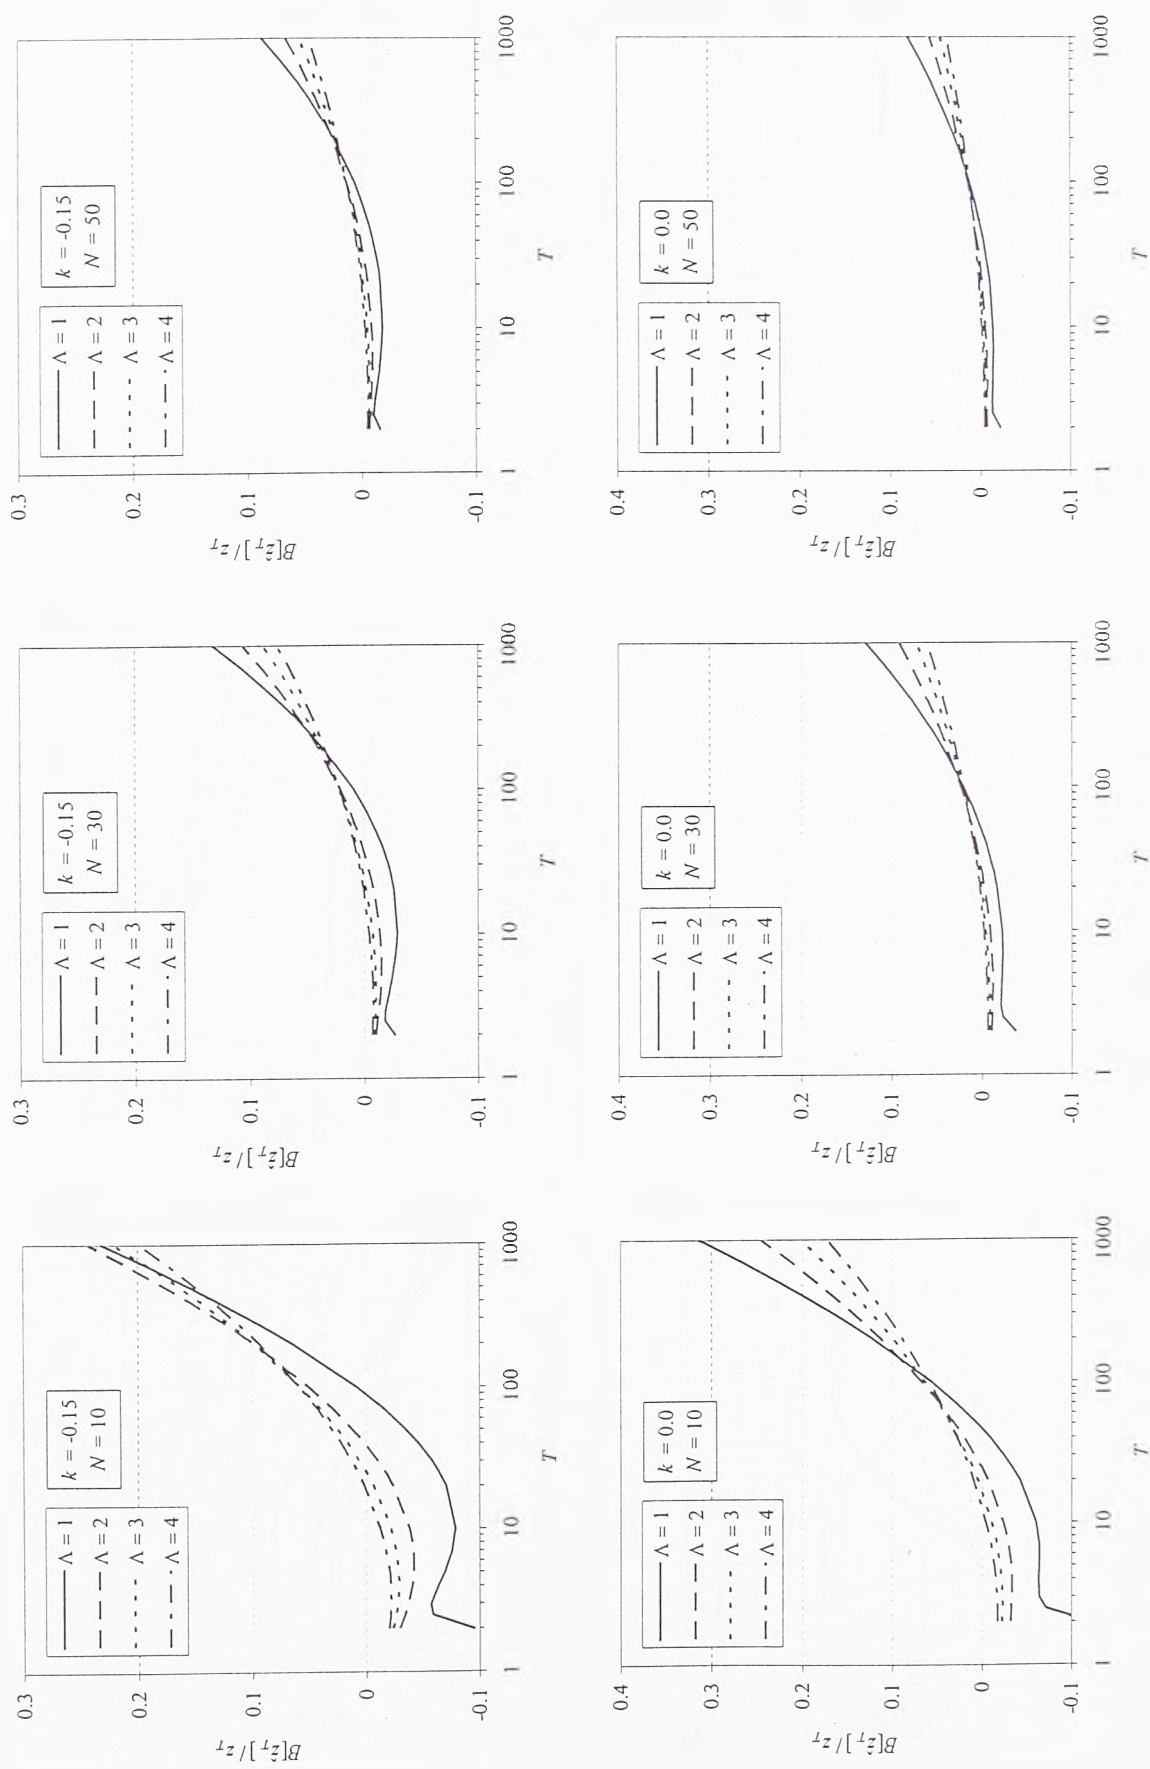 B[ẑ_T]/z_T
0.3
0.2
0.1
0
-0.1
Λ = 1
Λ = 2
Λ = 3
Λ = 4
k = -0.15
N = 10
1
10
100
1000
T
B[ẑ_T]/z_T
0.3
0.2
0.1
0
-0.1
Λ = 1
Λ = 2
Λ = 3
Λ = 4
k = -0.15
N = 30
1
10
100
1000
T
B[ẑ_T]/z_T
0.3
0.2
0.1
0
-0.1
Λ = 1
Λ = 2
Λ = 3
Λ = 4
k = -0.15
N = 50
1
10
100
1000
T
B[ẑ_T]/z_T
0.4
0.3
0.2
0.1
0
-0.1
Λ = 1
Λ = 2
Λ = 3
Λ = 4
k = 0.0
N = 10
1
10
100
1000
T
B[ẑ_T]/z_T
0.4
0.3
0.2
0.1
0
-0.1
Λ = 1
Λ = 2
Λ = 3
Λ = 4
k = 0.0
N = 30
1
10
100
1000
T
B[ẑ_T]/z_T
0.4
0.3
0.2
0.1
0
-0.1
Λ = 1
Λ = 2
Λ = 3
Λ = 4
k = 0.0
N = 50
1
10
100
1000
T